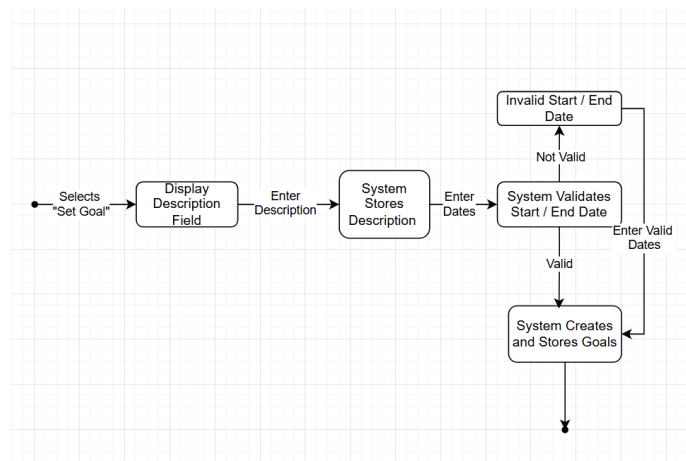 Selects
"Set Goal"
Display
Description
Field
Enter
Description
System
Stores
Description
Enter
Dates
System Validates
Start / End Date
Not Valid
Invalid Start / End
Date
Enter Valid
Dates
Valid
System Creates
and Stores Goals